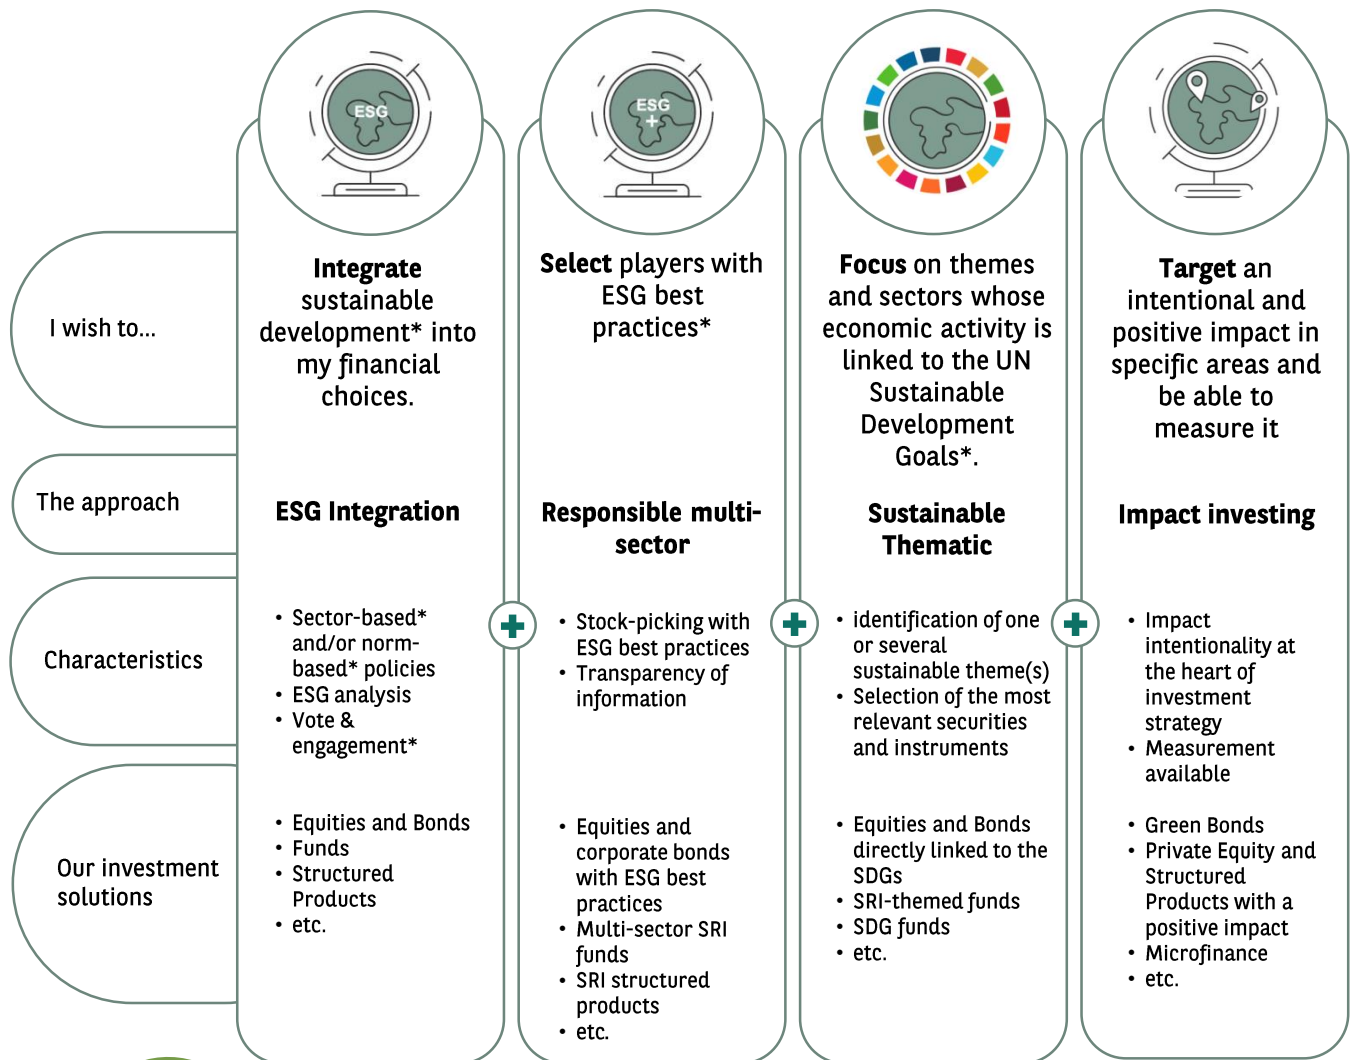 ESG
ESG
+
I wish to...
Integrate
sustainable
development* into
my financial
choices.
Select players with
ESG best
practices*
Focus on themes
and sectors whose
economic activity is
linked to the UN
Sustainable
Development
Goals*.
Target an
intentional and
positive impact in
specific areas and
be able to
measure it
The approach
ESG Integration
Responsible multi-
sector
Sustainable
Thematic
Impact investing
Characteristics
• Sector-based*
and/or norm-
based* policies
• ESG analysis
• Vote &
engagement*
• Stock-picking with
ESG best practices
• Transparency of
information
• identification of one
or several
sustainable theme(s)
• Selection of the most
relevant securities
and instruments
• Impact
intentionality at
the heart of
investment
strategy
• Measurement
available
Our investment
solutions
• Equities and Bonds
• Funds
• Structured
Products
• etc.
• Equities and
corporate bonds
with ESG best
practices
• Multi-sector SRI
funds
• SRI structured
products
• etc.
• Equities and Bonds
directly linked to the
SDGs
• SRI-themed funds
• SDG funds
• etc.
• Green Bonds
• Private Equity and
Structured
Products with a
positive impact
• Microfinance
• etc.